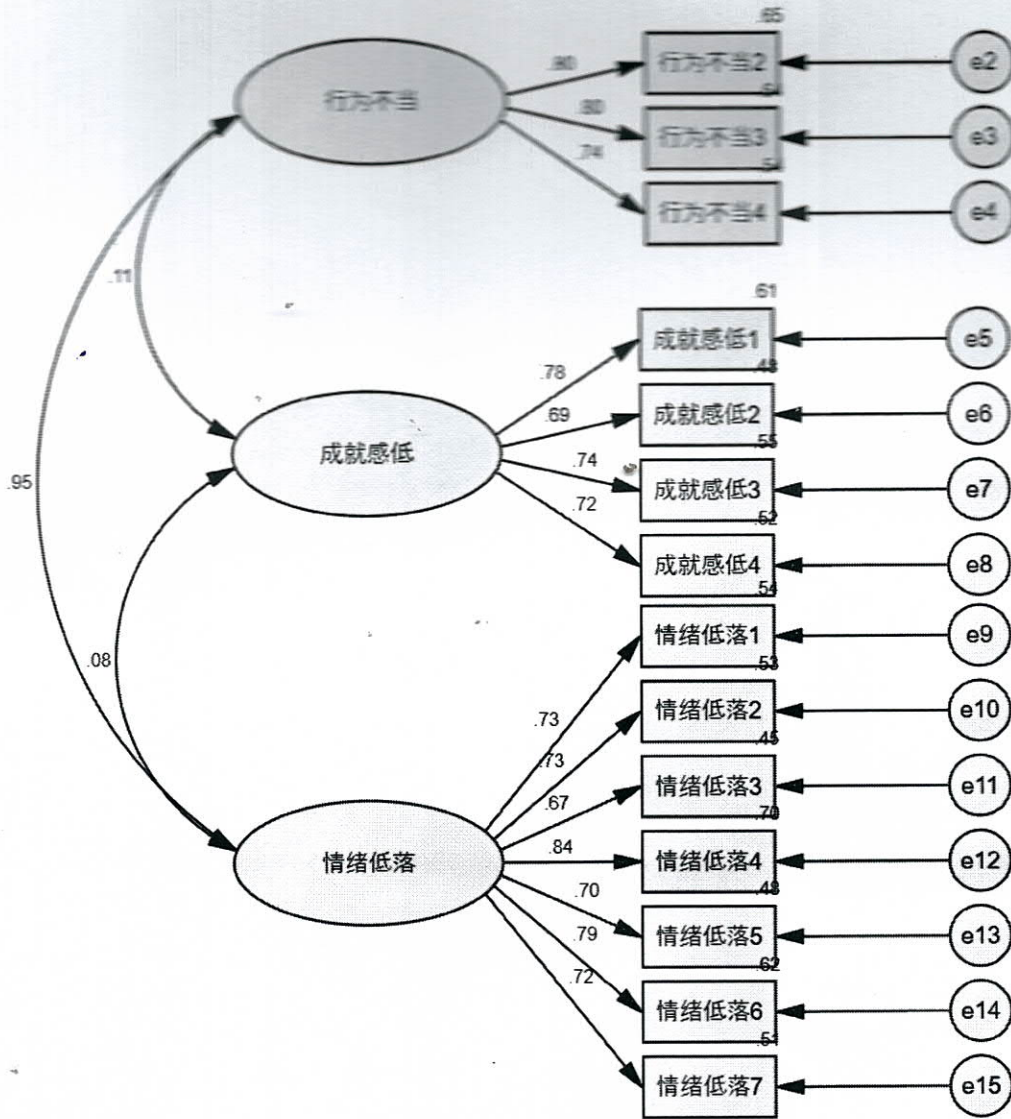 .65
.80
行为不当2
e2
行为不当
.64
.80
行为不当3
e3
.54
.74
行为不当4
e4
.11
.61
成就感低1
e5
.78
.48
.69
成就感低2
e6
成就感低
.55
.74
成就感低3
e7
.95
.52
.72
成就感低4
e8
.54
情绪低落1
e9
.08
.53
.73
情绪低落2
e10
.45
.73
情绪低落3
e11
.67
.70
.84
情绪低落4
e12
情绪低落
.48
.70
情绪低落5
e13
.79
.62
.72
情绪低落6
e14
.51
情绪低落7
e15